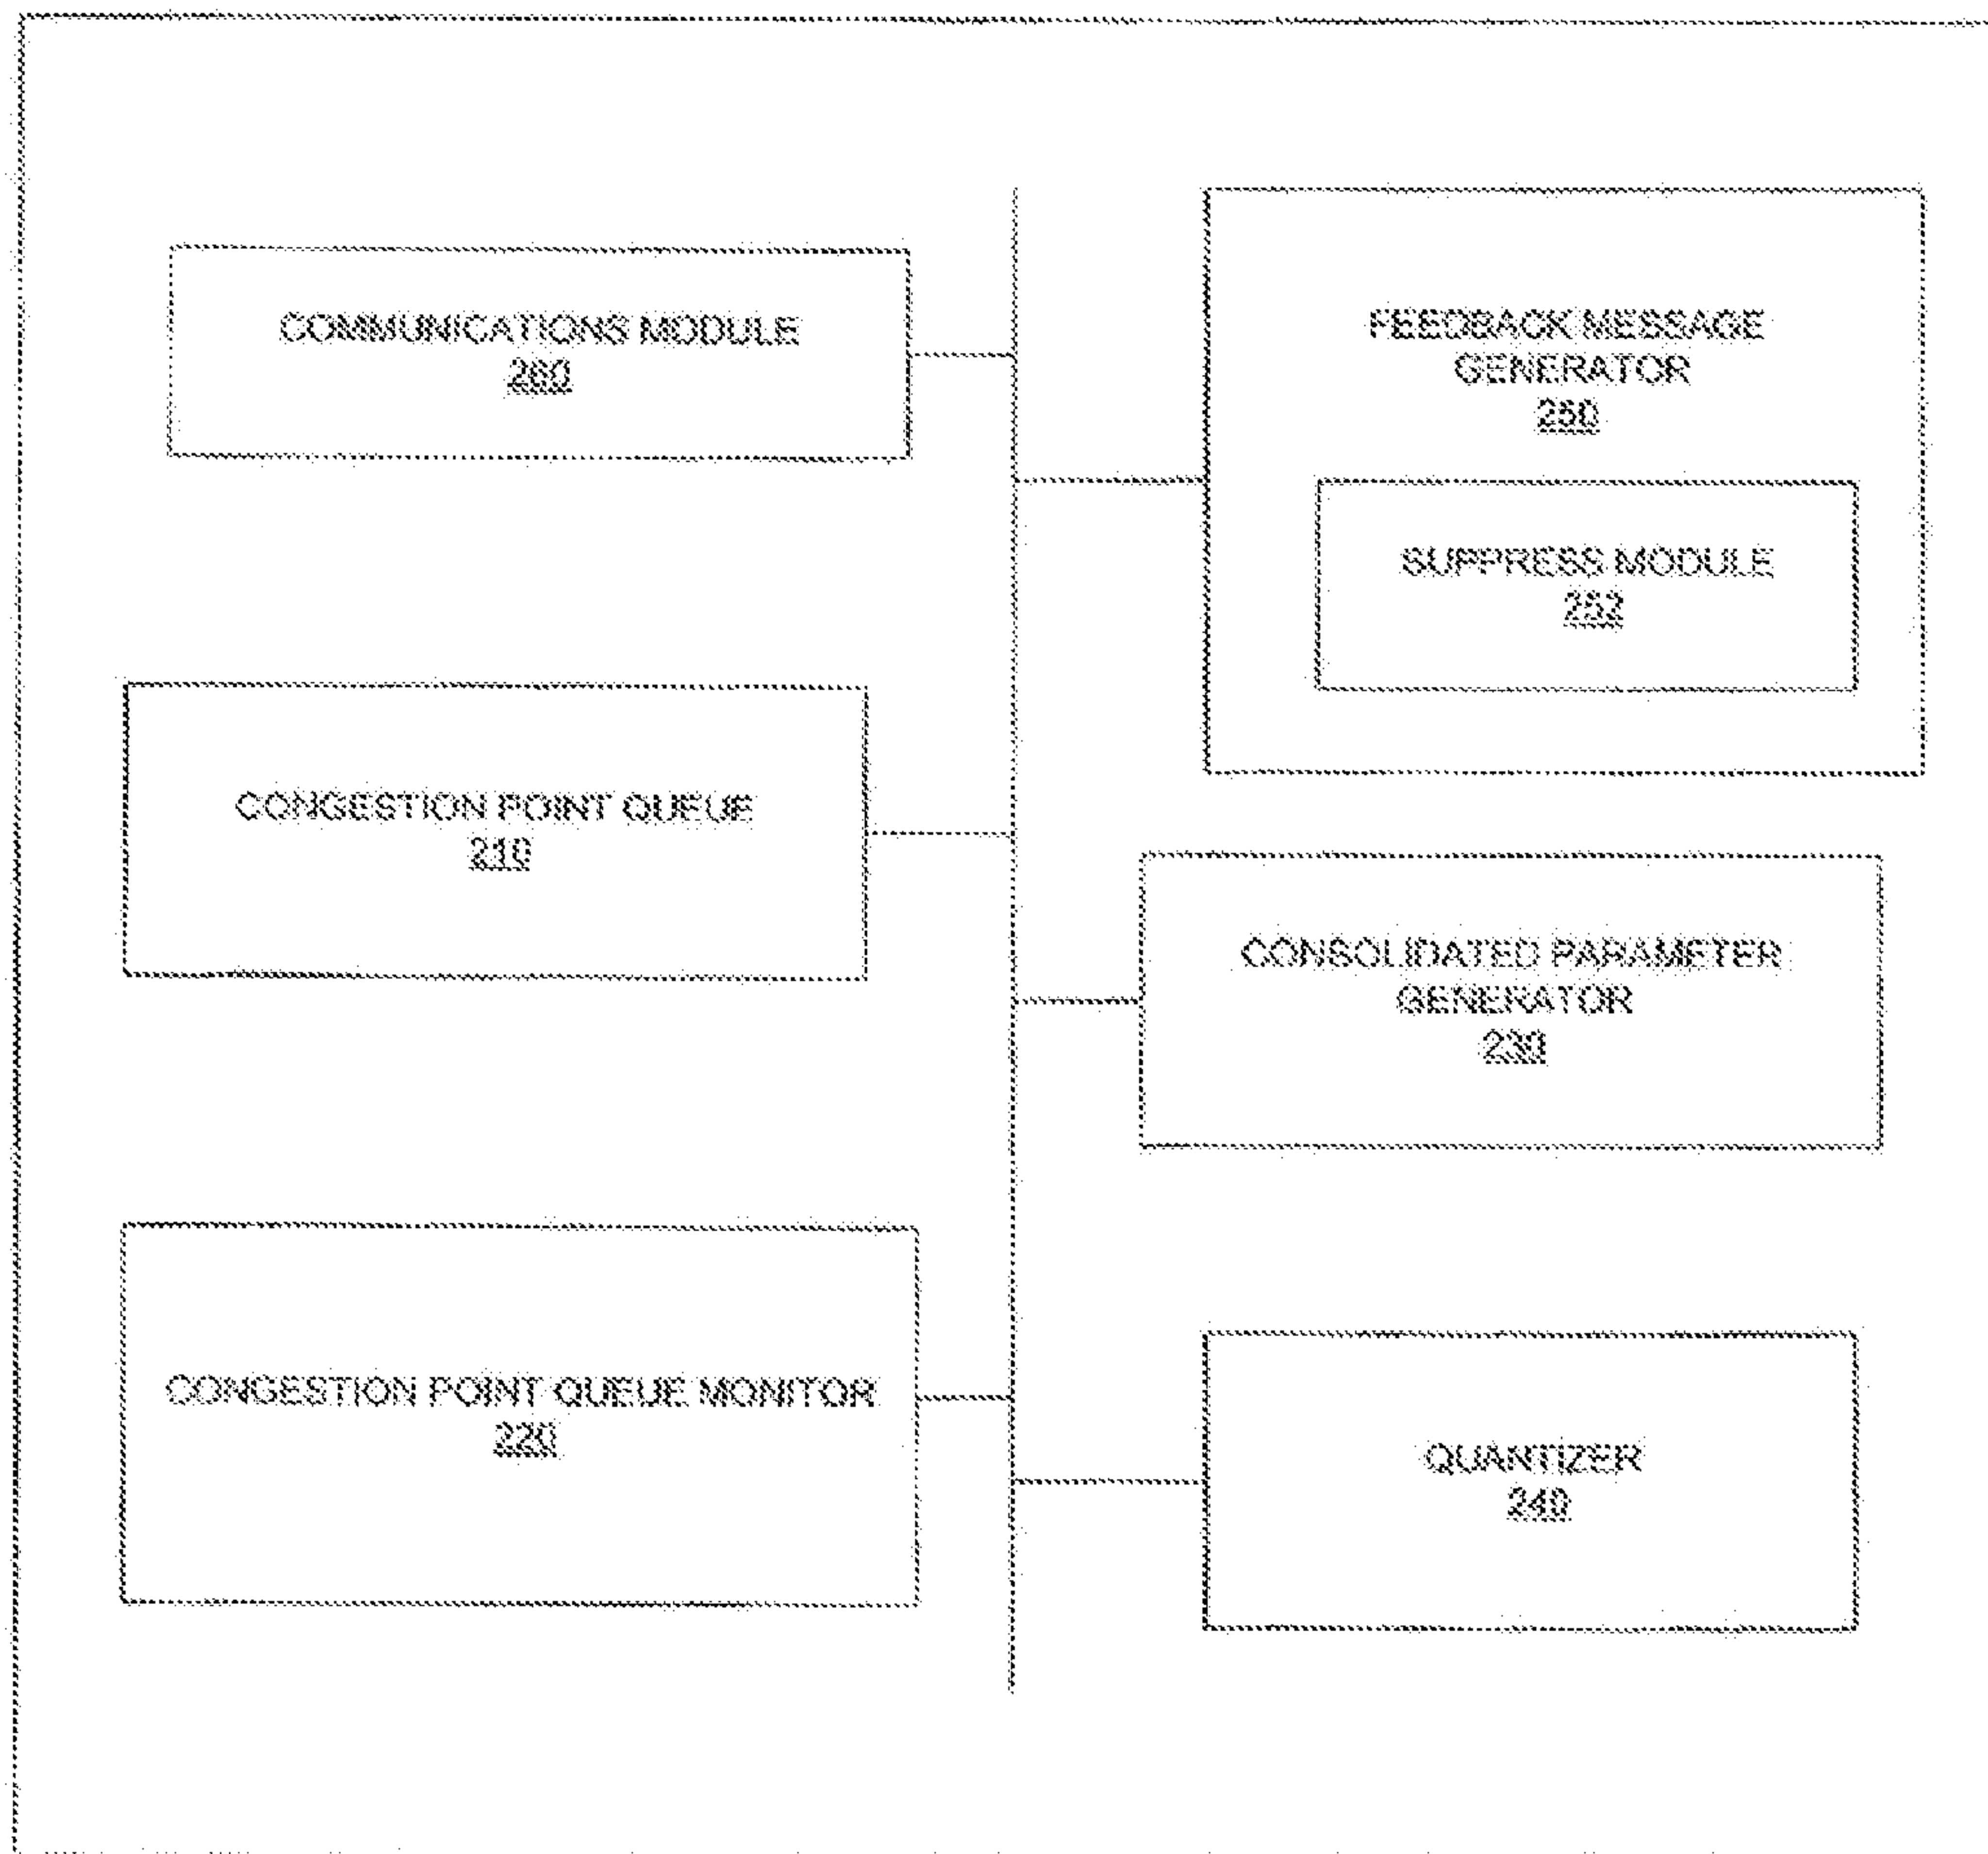 COMMUNICATIONS MODULE
260
FEEDBACK MESSAGE
GENERATOR
250
SUPPRESS MODULE
252
CONGESTION POINT QUEUE
210
CONSOLIDATED PARAMETER
GENERATOR
230
CONGESTION POINT QUEUE MONITOR
220
QUANTIZER
240